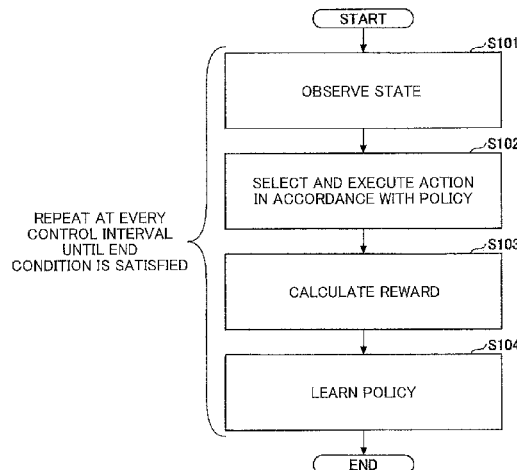 START
S101
OBSERVE STATE
S102
SELECT AND EXECUTE ACTION
IN ACCORDANCE WITH POLICY
REPEAT AT EVERY
CONTROL INTERVAL
UNTIL END
CONDITION IS SATISFIED
S103
CALCULATE REWARD
S104
LEARN POLICY
END